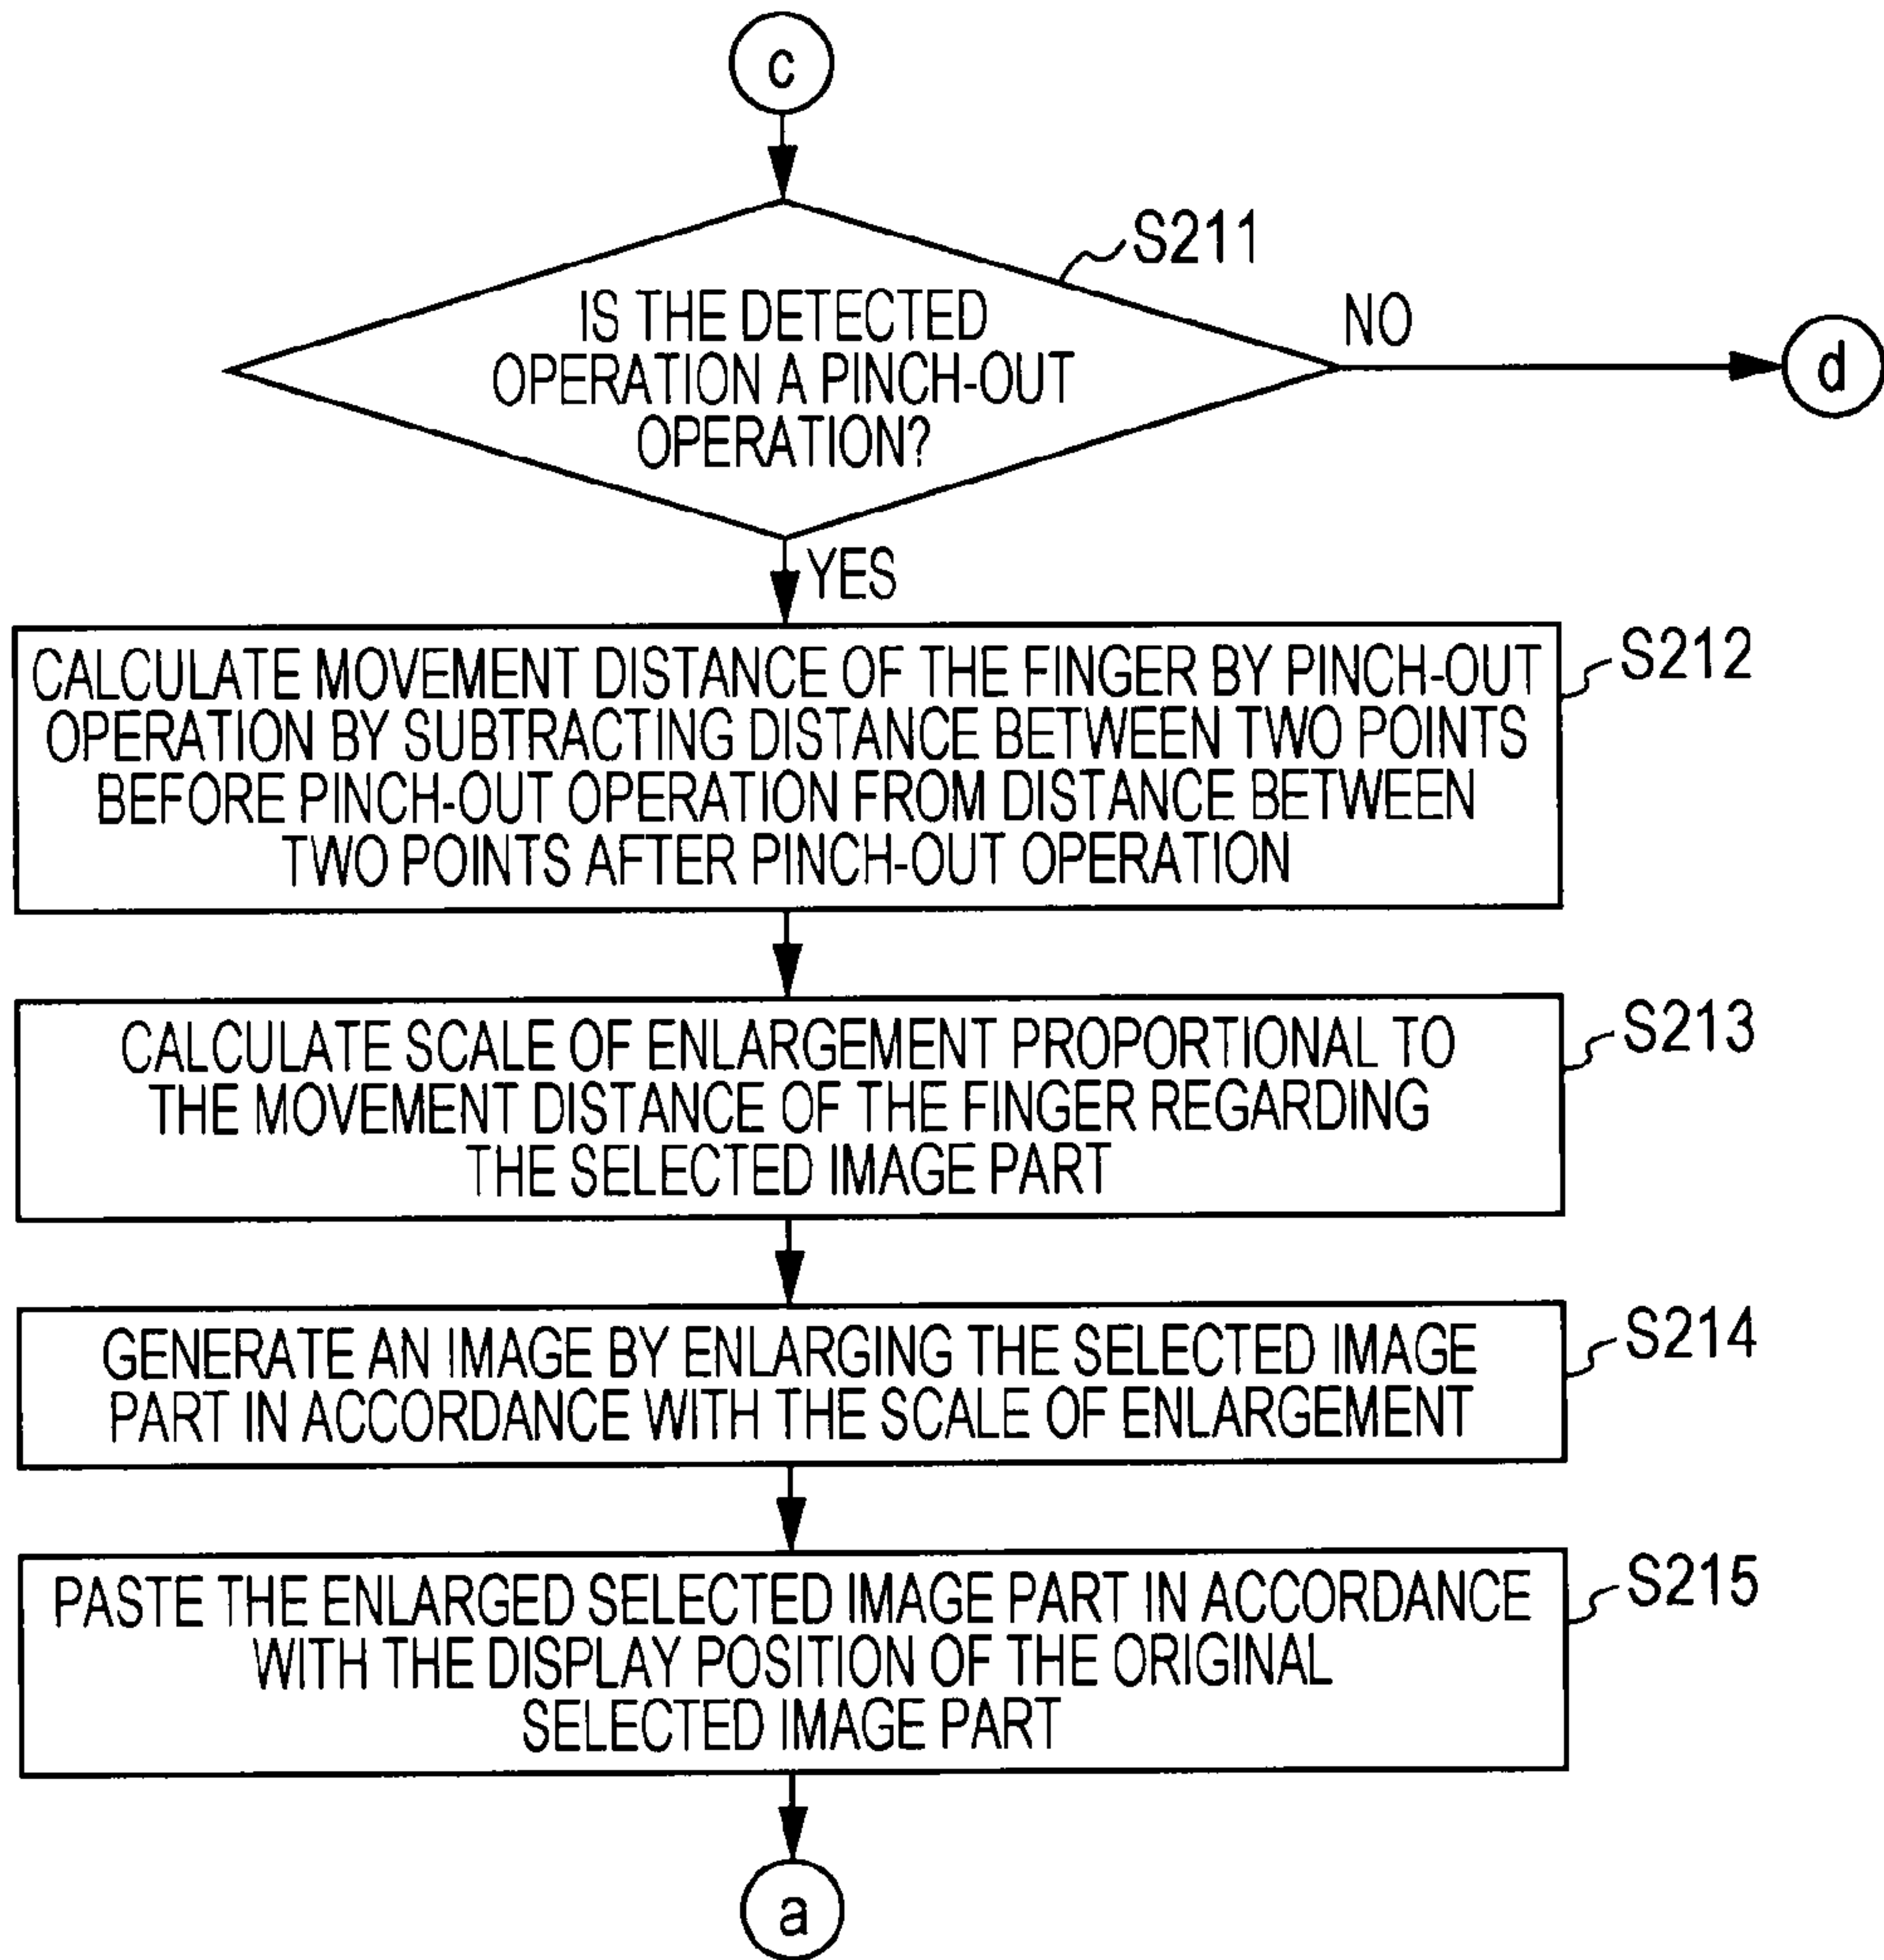 c
S211
IS THE DETECTED
OPERATION A PINCH-OUT
OPERATION?
NO
d
YES
S212
CALCULATE MOVEMENT DISTANCE OF THE FINGER BY PINCH-OUT
OPERATION BY SUBTRACTING DISTANCE BETWEEN TWO POINTS
BEFORE PINCH-OUT OPERATION FROM DISTANCE BETWEEN
TWO POINTS AFTER PINCH-OUT OPERATION
S213
CALCULATE SCALE OF ENLARGEMENT PROPORTIONAL TO
THE MOVEMENT DISTANCE OF THE FINGER REGARDING
THE SELECTED IMAGE PART
S214
GENERATE AN IMAGE BY ENLARGING THE SELECTED IMAGE
PART IN ACCORDANCE WITH THE SCALE OF ENLARGEMENT
S215
PASTE THE ENLARGED SELECTED IMAGE PART IN ACCORDANCE
WITH THE DISPLAY POSITION OF THE ORIGINAL
SELECTED IMAGE PART
a